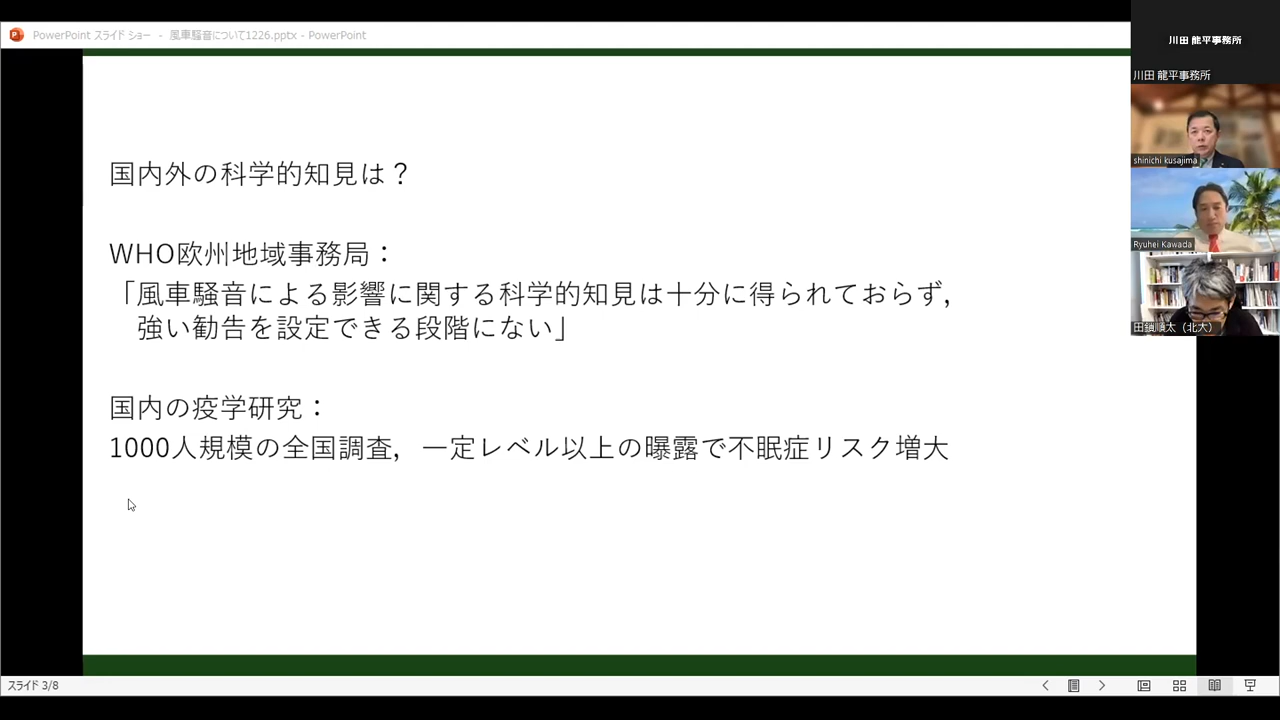 PowerPoint スライド ショー - 風車騒音について1226.pptx - PowerPoint
国内外の科学的知見は？
WHO欧州地域事務局：
「風車騒音による影響に関する科学的知見は十分に得られておらず，
強い勧告を設定できる段階にない」
国内の疫学研究：
1000人規模の全国調査，一定レベル以上の曝露で不眠症リスク増大
川田 龍平事務所
川田 龍平事務所
shinichi kusajima
Ryuhei Kawada
田鎖順太（北大）
スライド 3/8